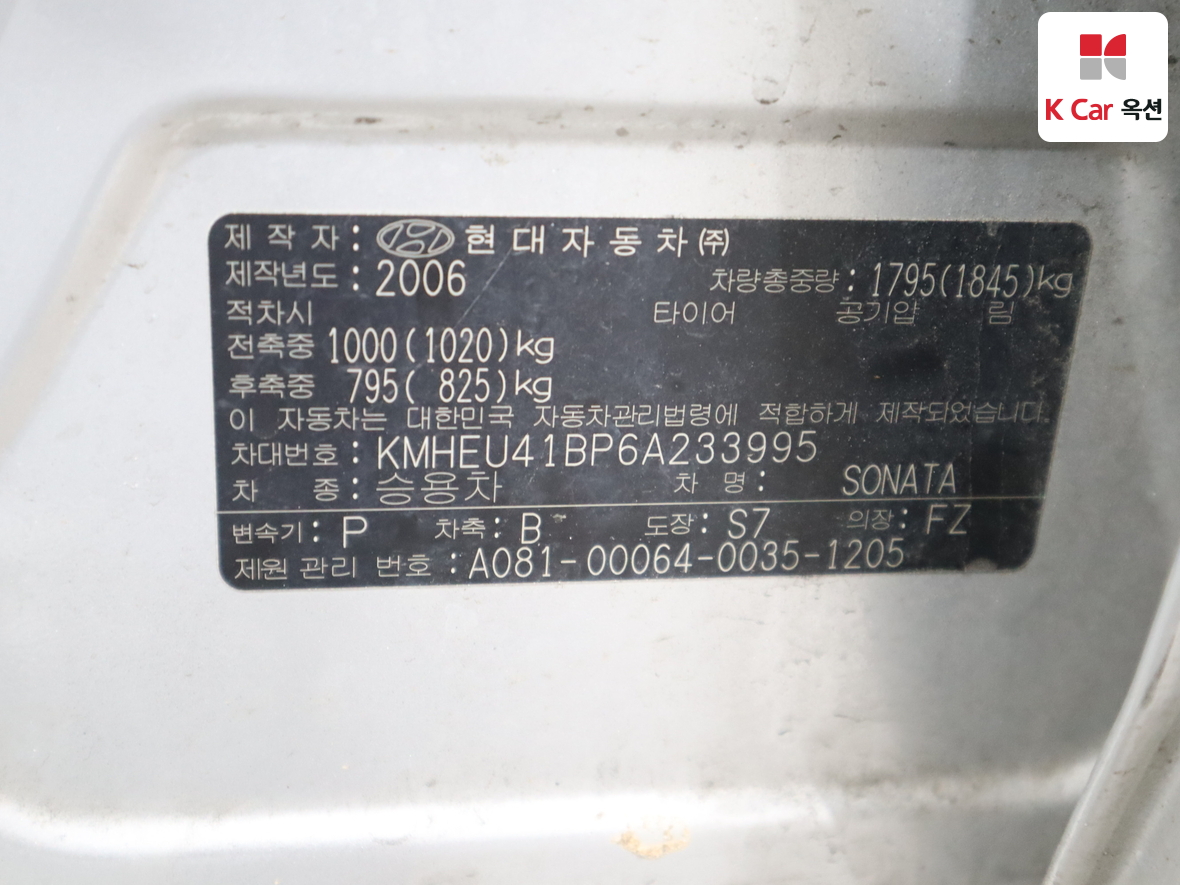 K Car 옥션
제 작 자 : 현 대 자 동 차 ㈜
제작년도 : 2006 차량총중량 : 1795(1845)kg
적차시 타이어 공기압 림
전축중 1000(1020)kg
후축중 795( 825)kg
이 자동차는 대한민국 자동차관리법령에 적합하게 제작되었습니다.
차대번호 : KMHEU41BP6A233995
차 종 : 승용차 차 명 : SONATA
변속기 : P 차축 : B 도장 : S7 의장 : FZ
제원 관리 번호 : A081-00064-0035-1205